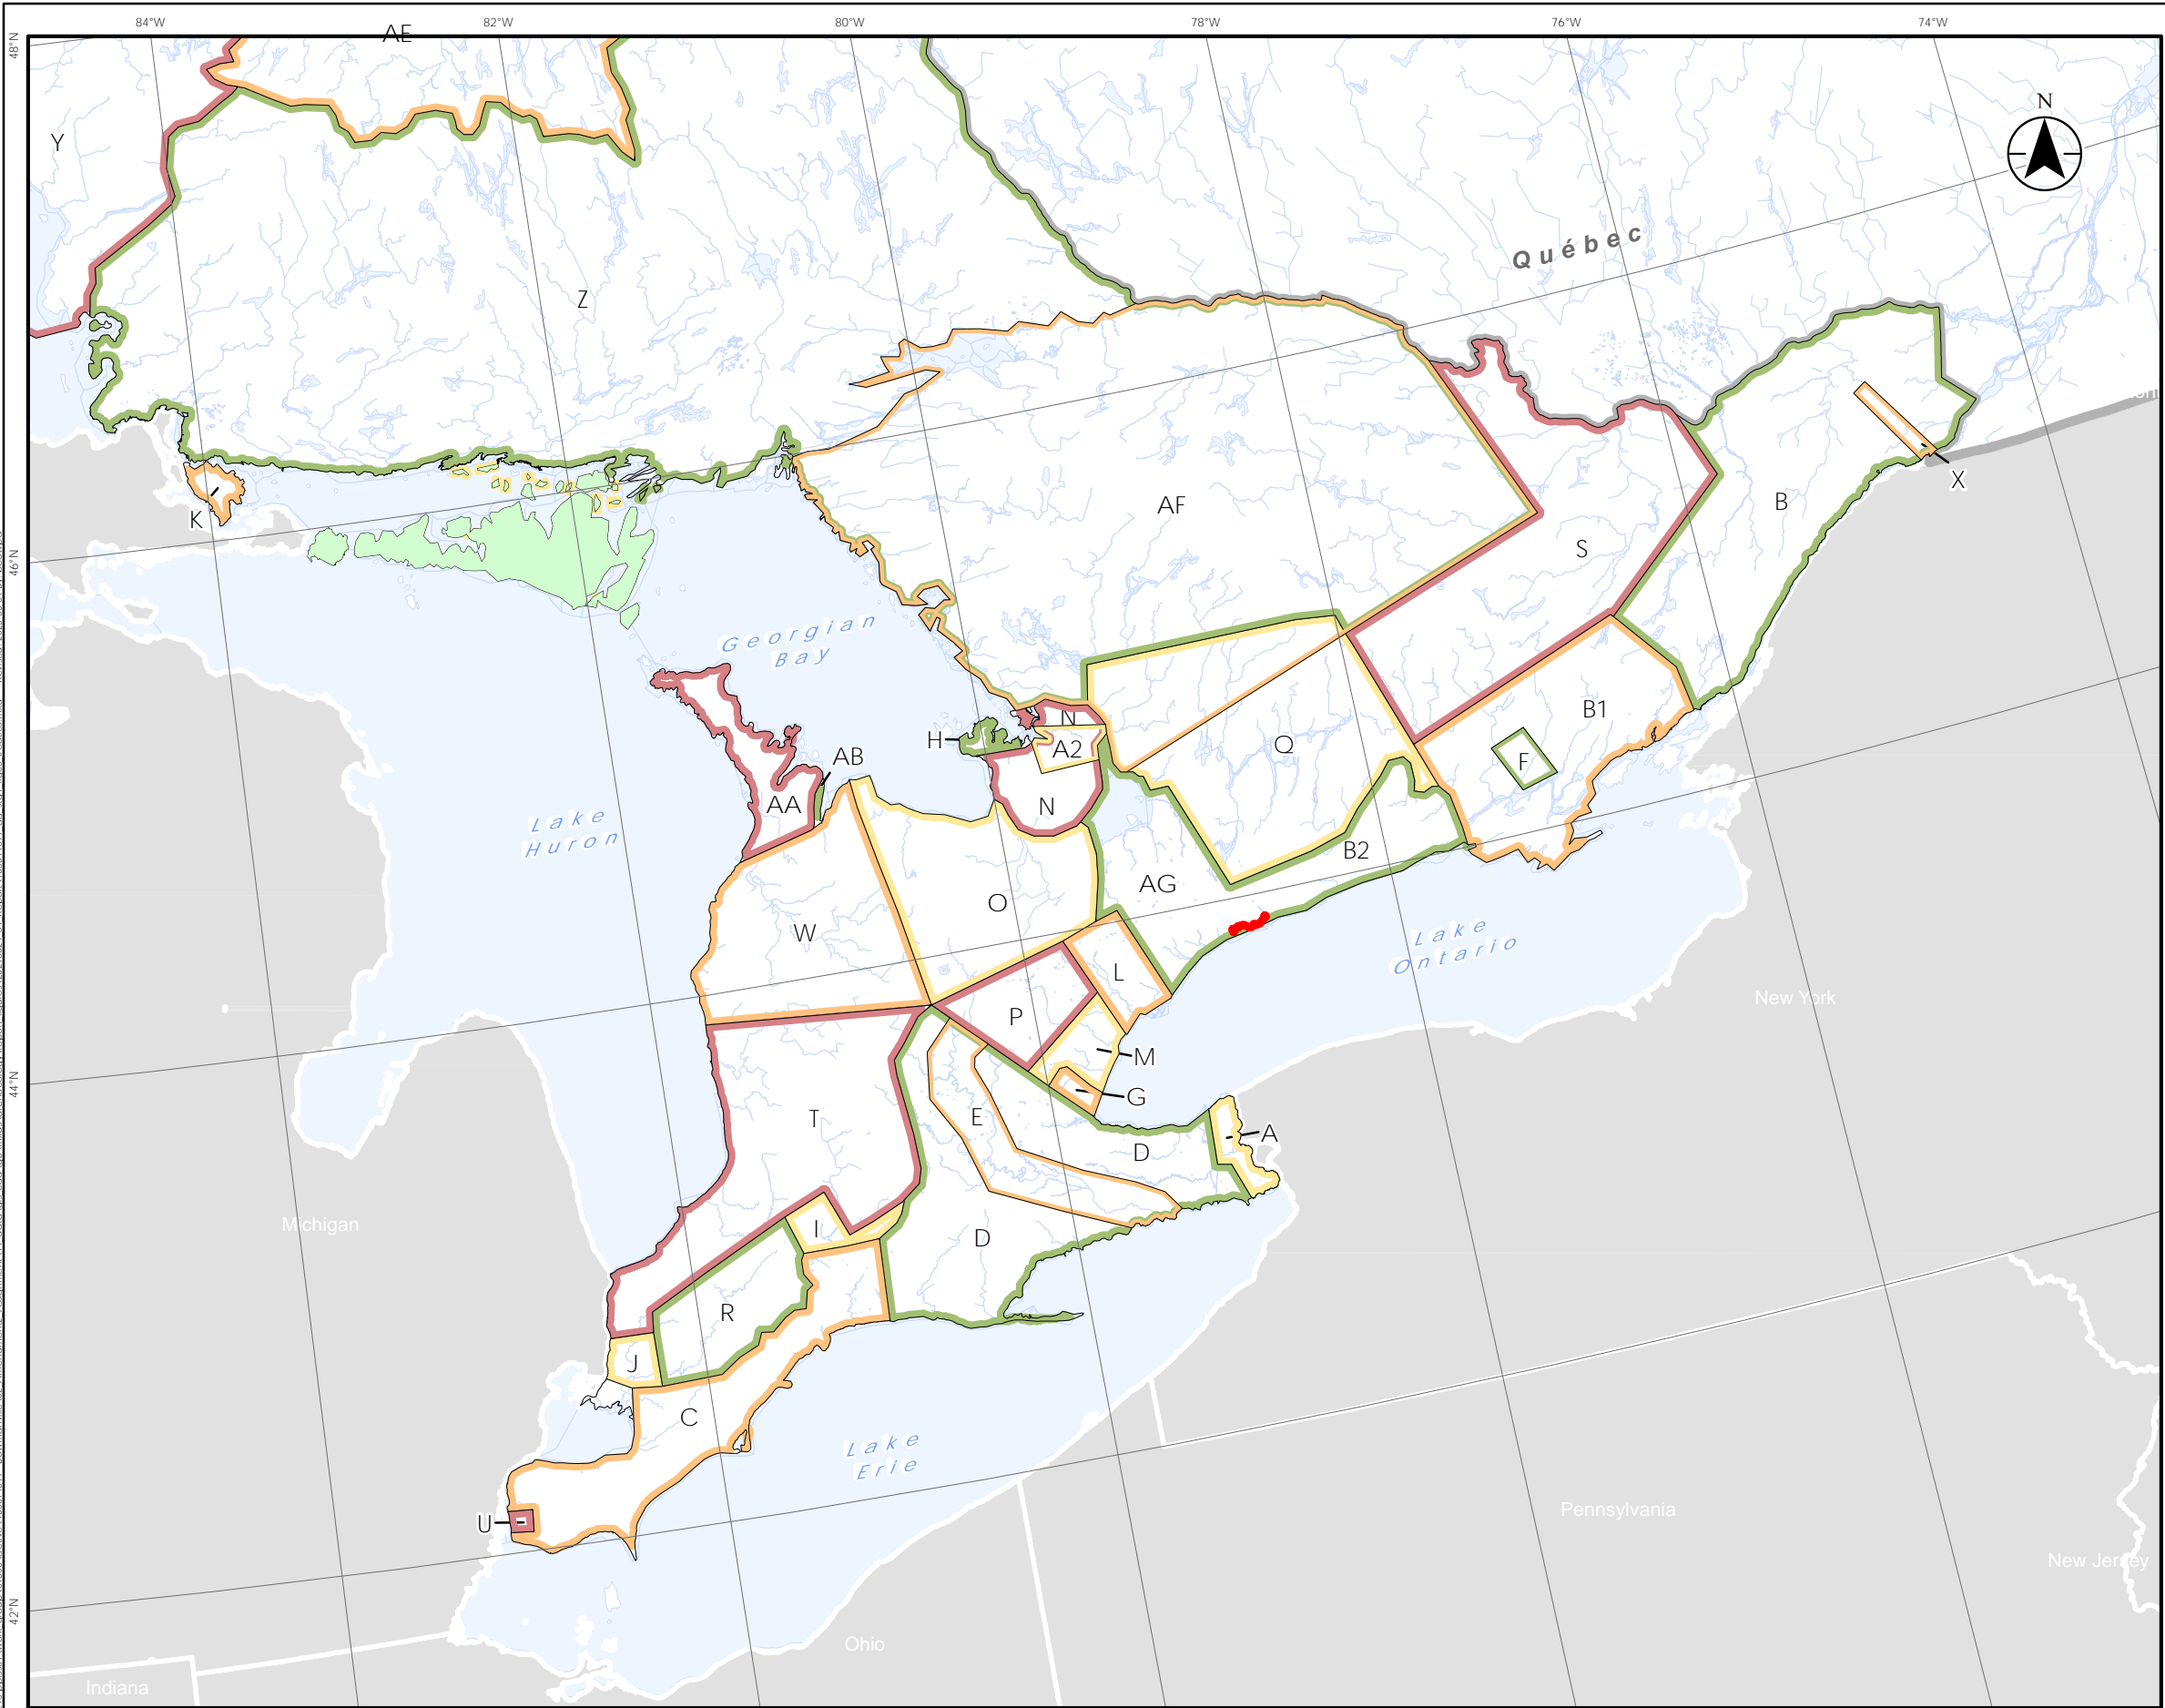 84°W
82°W
80°W
78°W
76°W
74°W
48°N
AE
N
Y
Québec
Z
K
46°N
AF
S
B
X
Georgian
Bay
H
N
A2
N
Q
B1
F
AB
AA
Lake
Huron
B2
AG
O
W
L
Lake
Ontario
New York
P
M
G
44°N
T
E
A
D
D
Michigan
I
R
J
C
Lake
Erie
U
Pennsylvania
New Jersey
42°N
Ohio
Indiana